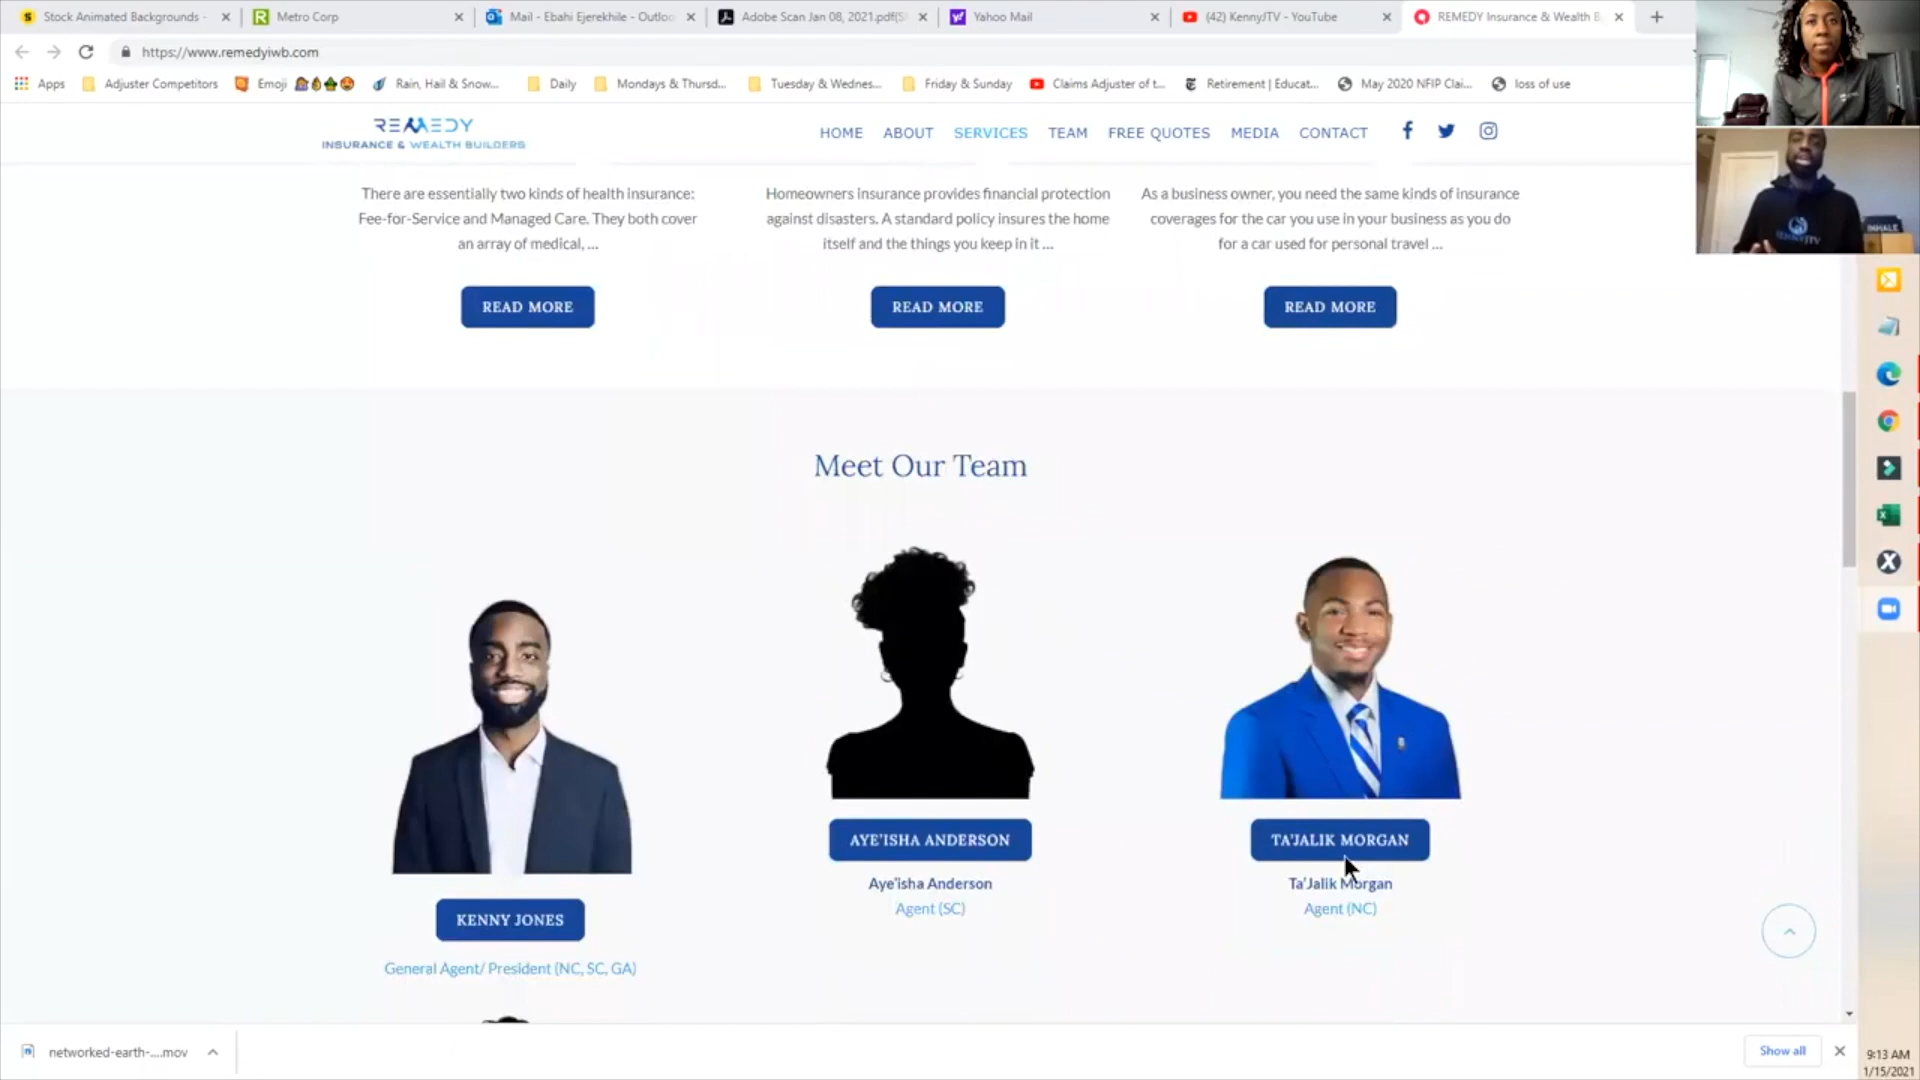 Stock Animated Backgrounds -
Metro Corp
Mail - Ebahi Ejerekhile - Outloo
Adobe Scan Jan 08, 2021.pdf
Yahoo Mail
(42) KennyJTV - YouTube
REMEDY Insurance & Wealth B
https://www.remedyiwb.com
Apps
Adjuster Competitors
Emoji
Rain, Hail & Snow...
Daily
Mondays & Thursd...
Tuesday & Wednes...
Friday & Sunday
Claims Adjuster of t...
Retirement | Educat...
May 2020 NFIP Clai...
loss of use
REMEDY
INSURANCE & WEALTH BUILDERS
HOME
ABOUT
SERVICES
TEAM
FREE QUOTES
MEDIA
CONTACT
There are essentially two kinds of health insurance:
Fee-for-Service and Managed Care. They both cover
an array of medical, ...
READ MORE
Homeowners insurance provides financial protection
against disasters. A standard policy insures the home
itself and the things you keep in it ...
READ MORE
As a business owner, you need the same kinds of insurance
coverages for the car you use in your business as you do
for a car used for personal travel ...
READ MORE
Meet Our Team
KENNY JONES
General Agent/ President (NC, SC, GA)
AYE'ISHA ANDERSON
Aye'isha Anderson
Agent (SC)
TA'JALIK MORGAN
Ta'Jalik Morgan
Agent (NC)
INHALE
networked-earth-....mov
Show all
9:13 AM
1/15/2021